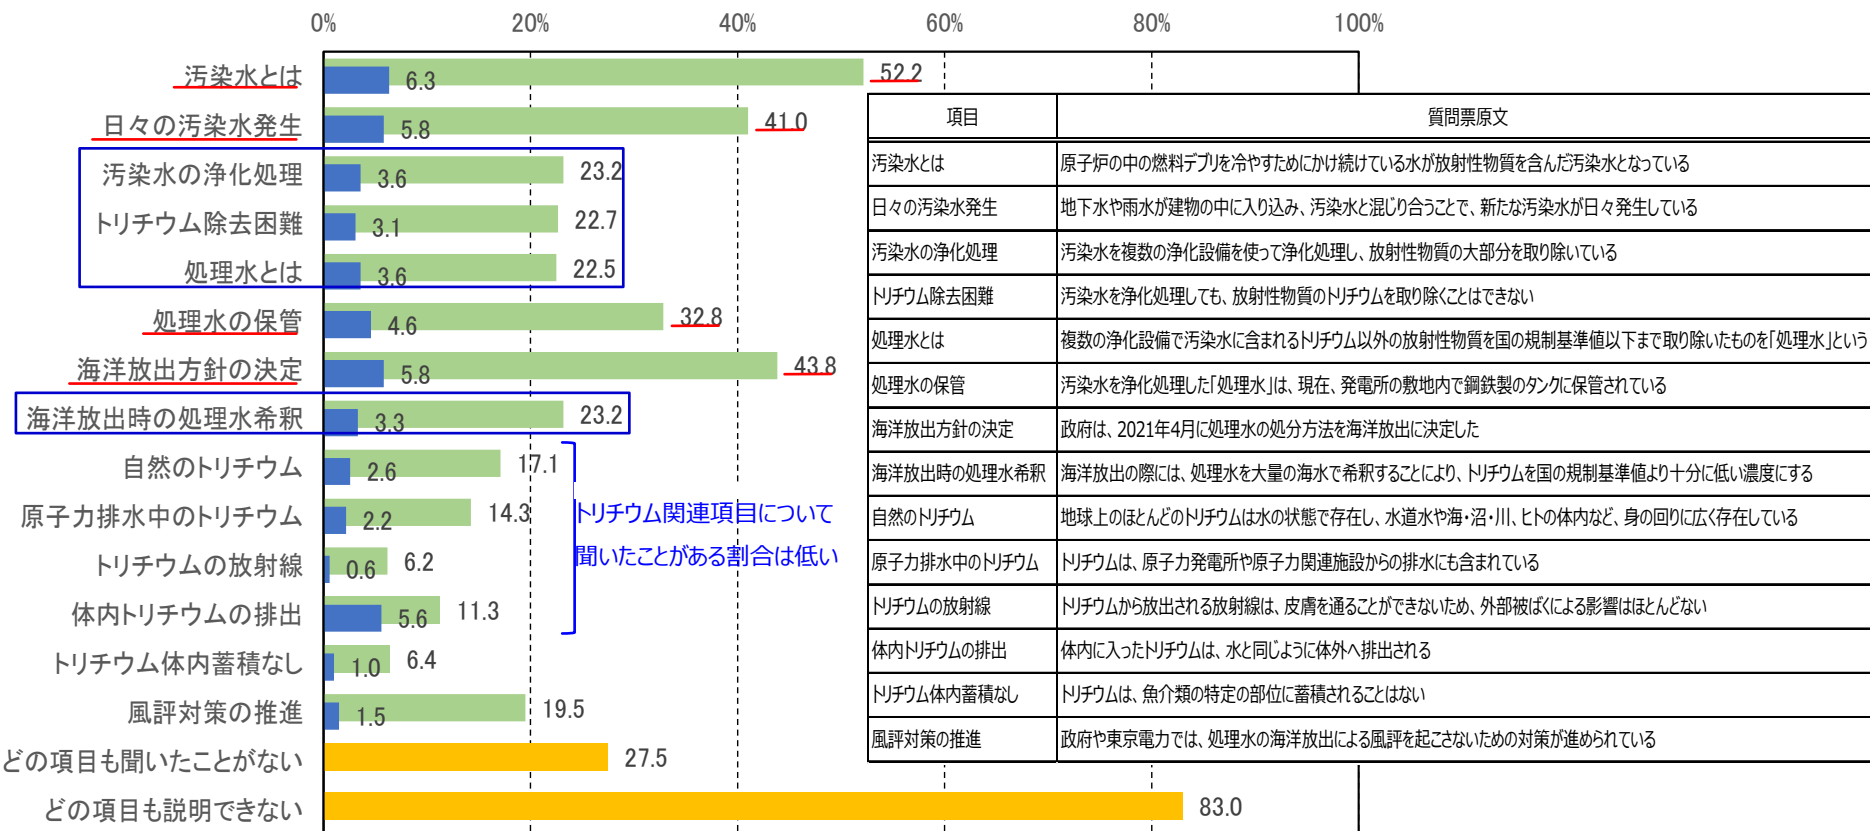 0% 20% 40% 60% 80% 100%
汚染水とは 6.3 52.2
日々の汚染水発生 5.8 41.0
汚染水の浄化処理 3.6 23.2
トリチウム除去困難 3.1 22.7
処理水とは 3.6 22.5
処理水の保管 4.6 32.8
海洋放出方針の決定 5.8 43.8
海洋放出時の処理水希釈 3.3 23.2
自然のトリチウム 2.6 17.1
原子力排水中のトリチウム 2.2 14.3
トリチウムの放射線 0.6 6.2
体内トリチウムの排出 5.6 11.3
トリチウム体内蓄積なし 1.0 6.4
風評対策の推進 1.5 19.5
どの項目も聞いたことがない 27.5
どの項目も説明できない 83.0
トリチウム関連項目について
聞いたことがある割合は低い
項目 質問票原文
汚染水とは 原子炉の中の燃料デブリを冷やすためにかけ続けている水が放射性物質を含んだ汚染水となっている
日々の汚染水発生 地下水や雨水が建物の中に入り込み、汚染水と混じり合うことで、新たな汚染水が日々発生している
汚染水の浄化処理 汚染水を複数の浄化設備を使って浄化処理し、放射性物質の大部分を取り除いている
トリチウム除去困難 汚染水を浄化処理しても、放射性物質のトリチウムを取り除くことはできない
処理水とは 複数の浄化設備で汚染水に含まれるトリチウム以外の放射性物質を国の規制基準値以下まで取り除いたものを「処理水」という
処理水の保管 汚染水を浄化処理した「処理水」は、現在、発電所の敷地内で鋼鉄製のタンクに保管されている
海洋放出方針の決定 政府は、2021年4月に処理水の処分方法を海洋放出に決定した
海洋放出時の処理水希釈 海洋放出の際には、処理水を大量の海水で希釈することにより、トリチウムを国の規制基準値より十分に低い濃度にする
自然のトリチウム 地球上のほとんどのトリチウムは水の状態で存在し、水道水や海・沼・川、ヒトの体内など、身の回りに広く存在している
原子力排水中のトリチウム トリチウムは、原子力発電所や原子力関連施設からの排水にも含まれている
トリチウムの放射線 トリチウムから放出される放射線は、皮膚を通ることができないため、外部被ばくによる影響はほとんどない
体内トリチウムの排出 体内に入ったトリチウムは、水と同じように体外へ排出される
トリチウム体内蓄積なし トリチウムは、魚介類の特定の部位に蓄積されることはない
風評対策の推進 政府や東京電力では、処理水の海洋放出による風評を起こさないための対策が進められている